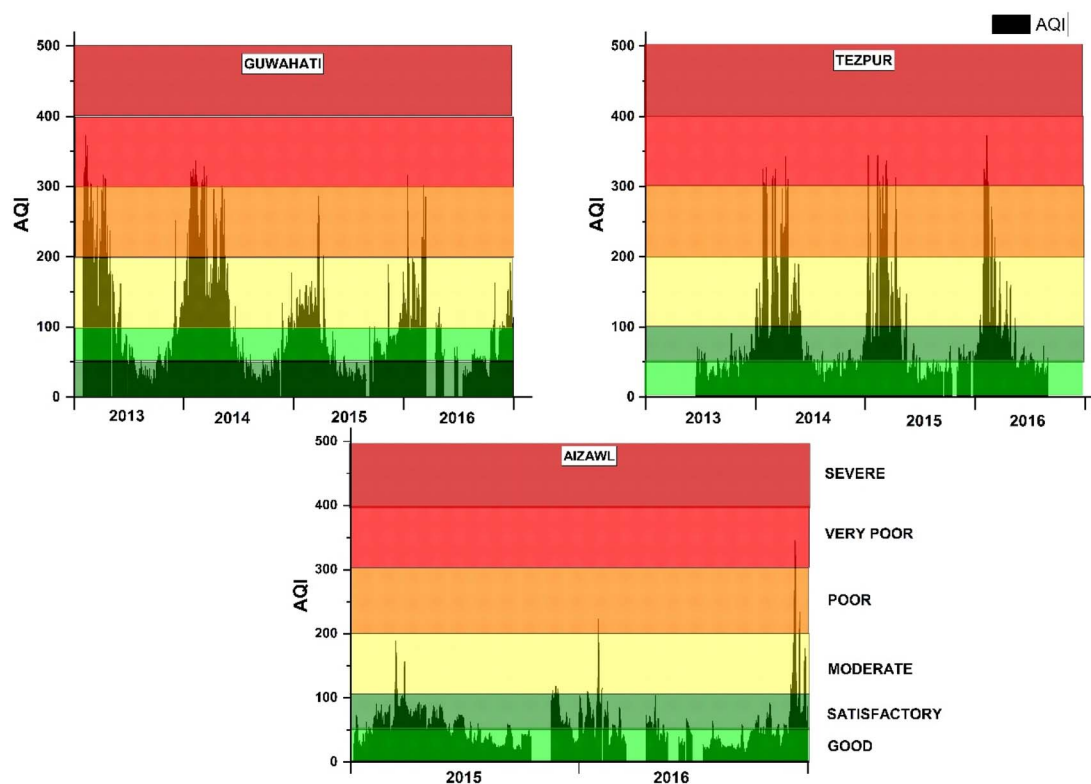 AQI
GUWAHATI
AQI
500
400
300
200
100
0
2013 2014 2015 2016
TEZPUR
AQI
500
400
300
200
100
0
2013 2014 2015 2016
AIZAWL
AQI
500
400
300
200
100
0
2015 2016
SEVERE
VERY POOR
POOR
MODERATE
SATISFACTORY
GOOD